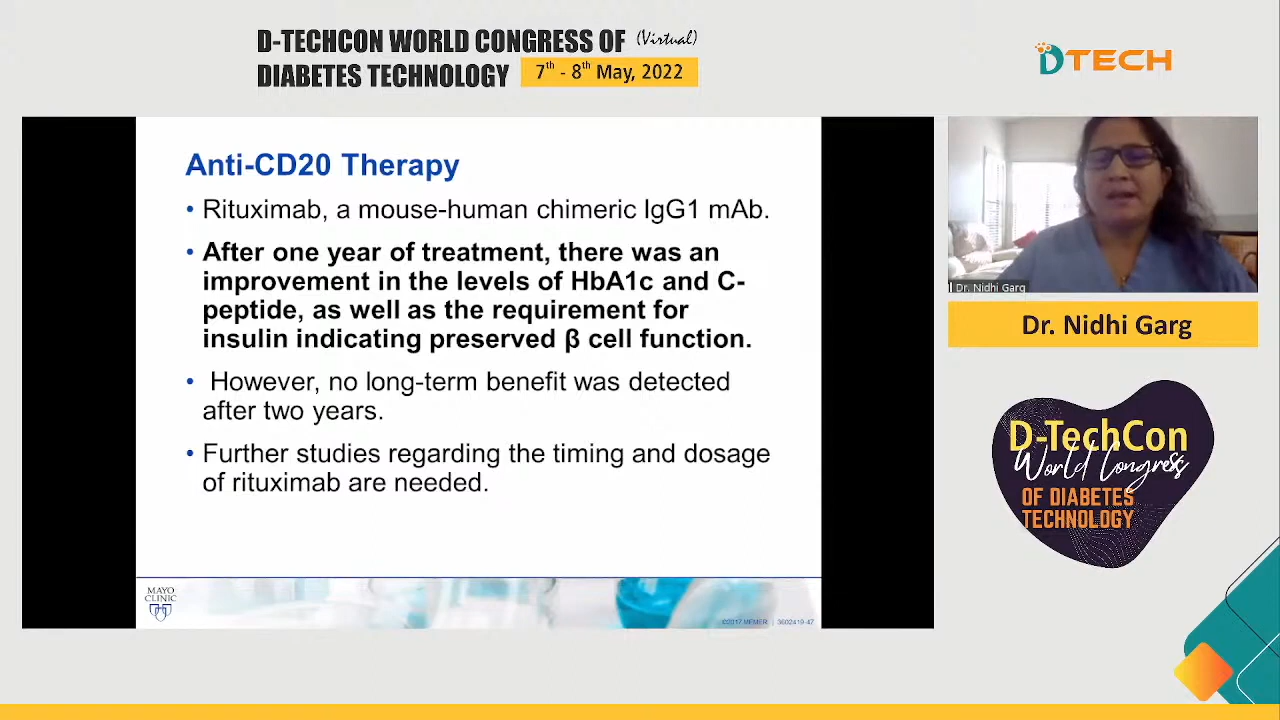 D-TECHCON WORLD CONGRESS OF (Virtual)
DIABETES TECHNOLOGY 7th - 8th May, 2022
DTECH
Anti-CD20 Therapy
• Rituximab, a mouse-human chimeric IgG1 mAb.
• After one year of treatment, there was an
improvement in the levels of HbA1c and C-
peptide, as well as the requirement for
insulin indicating preserved β cell function.
• However, no long-term benefit was detected
after two years.
• Further studies regarding the timing and dosage
of rituximab are needed.
MAYO
CLINIC
©2017 MFMER | 3602419-47
Dr. Nidhi Garg
Dr. Nidhi Garg
D-TechCon
World Congress
OF DIABETES
TECHNOLOGY